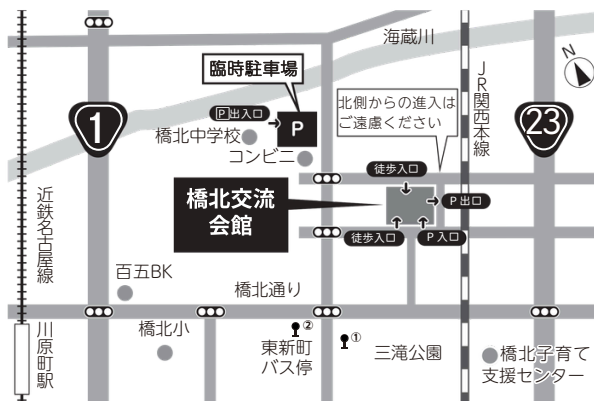 海蔵川
N
臨時駐車場
JR関西本線
P出入口
P
北側からの進入は
ご遠慮ください
1
23
橋北中学校
コンビニ
徒歩入口
橋北交流
会館
P出口
徒歩入口
P入口
近鉄名古屋線
百五BK
橋北通り
川原町駅
橋北小
②
東新町
バス停
①
三滝公園
橋北子育て
支援センター